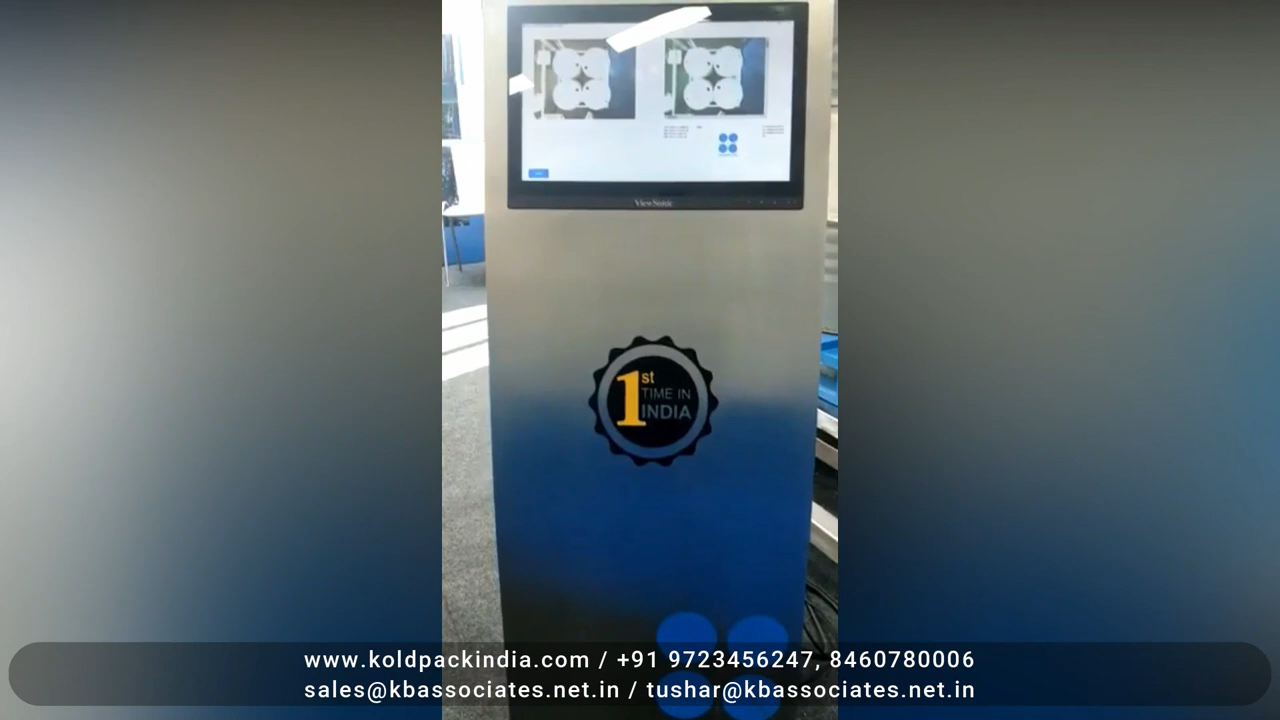 ViewSonic
1st
TIME IN
INDIA
www.koldpackindia.com / +91 9723456247, 8460780006
sales@kbassociates.net.in / tushar@kbassociates.net.in